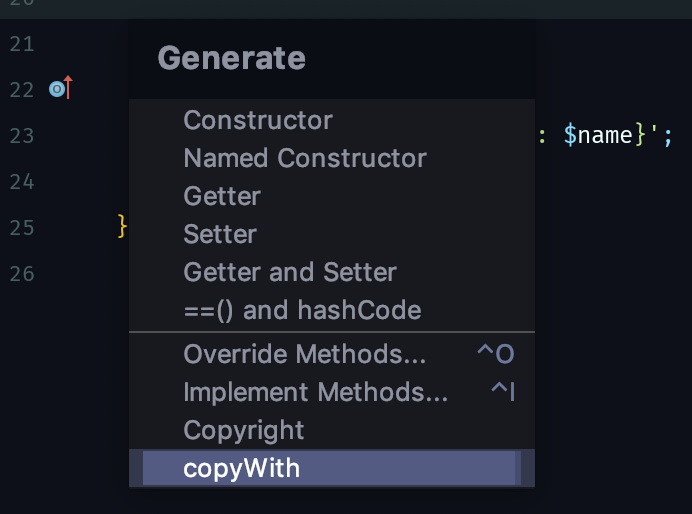 Generate
21
22
Constructor
23 : $name}';
Named Constructor
24
Getter
25 }
Setter
26
Getter and Setter
==() and hashCode
Override Methods... ^O
Implement Methods... ^I
Copyright
copyWith